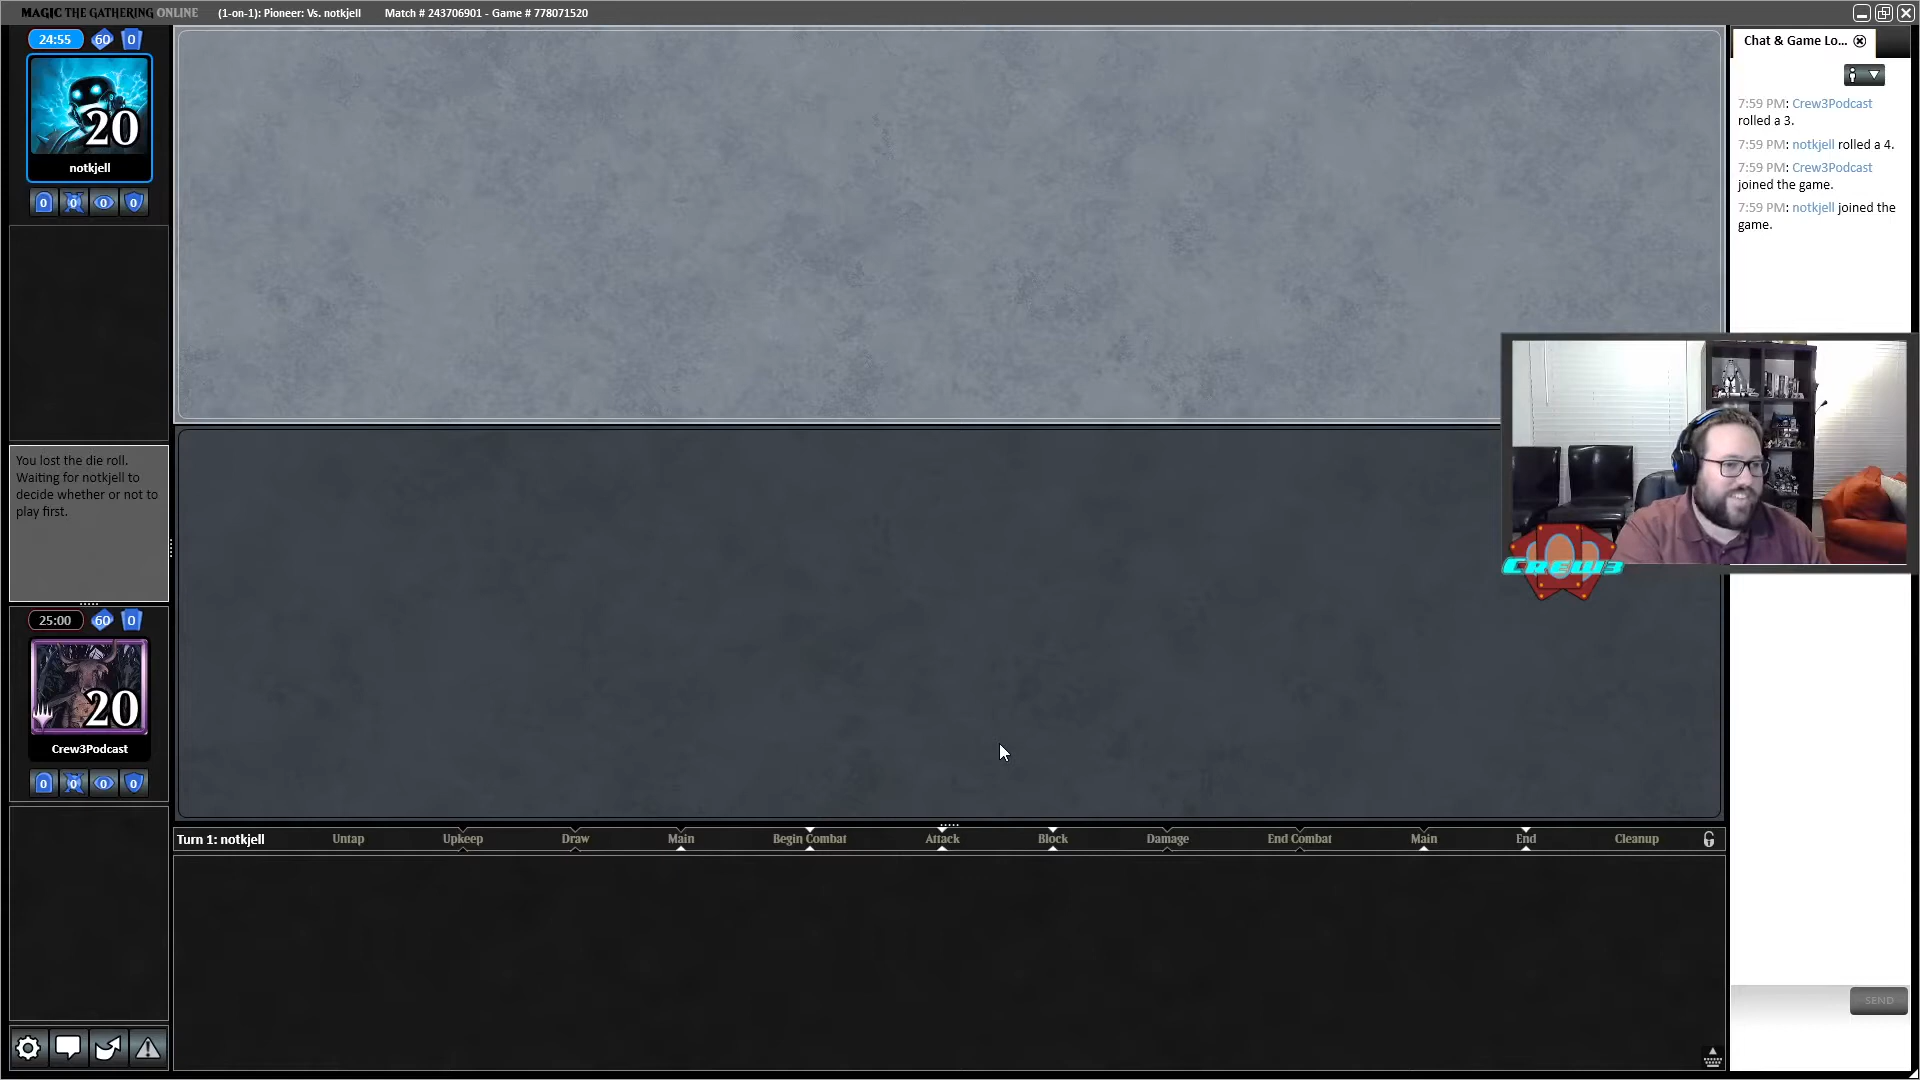 MAGIC THE GATHERING ONLINE (1-on-1): Pioneer: Vs. notkjell Match # 243706901 - Game # 778071520
24:55 60 0
20
notkjell
0 0 0 0
You lost the die roll.
Waiting for notkjell to
decide whether or not to
play first.
25:00 60 0
20
Crew3Podcast
0 0 0 0
Turn 1: notkjell Untap Upkeep Draw Main Begin Combat Attack Block Damage End Combat Main End Cleanup
Chat & Game Lo...
7:59 PM: Crew3Podcast
rolled a 3.
7:59 PM: notkjell rolled a 4.
7:59 PM: Crew3Podcast
joined the game.
7:59 PM: notkjell joined the
game.
CREW3
SEND